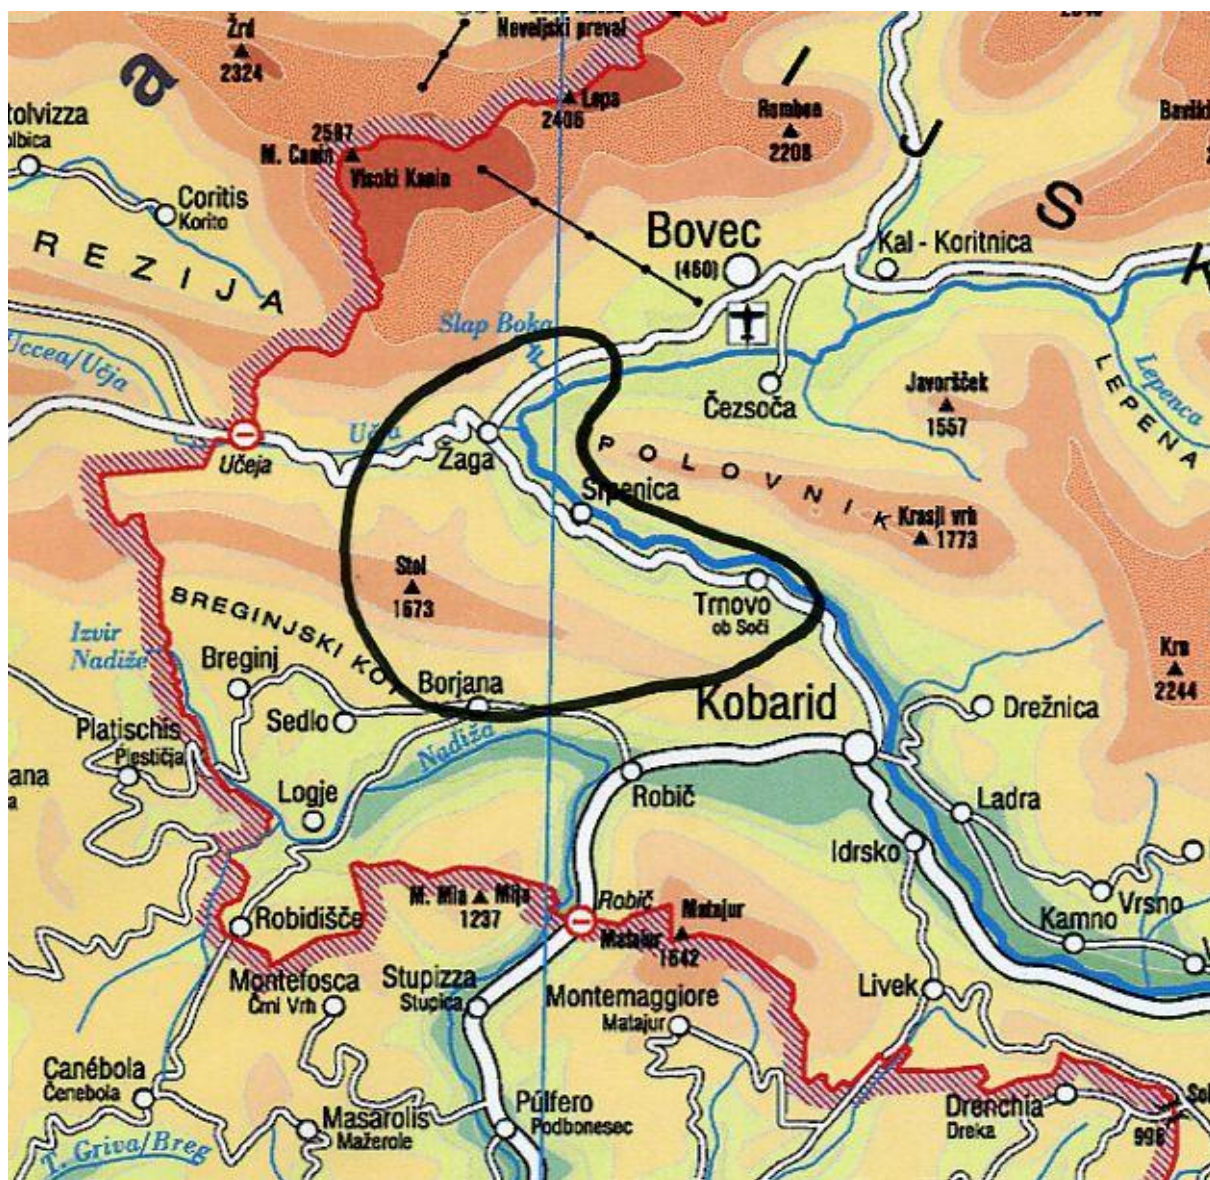 Žrd
2324
Neveljski preval
a
I
Lopa
2406
Rombon
2208
J
S
K
tolvizza
olbica
2587
M. Canin
Visoki Kanin
Coritis
Korito
REZIJA
Bovec
(460)
Kal - Koritnica
Slap Boka
Uccea/Učja
Učja
Učeja
Žaga
Čezsoča
Javoršček
1557
LEPENA
Lepenca
POLOVNIK
Srpenica
Krasji vrh
1773
Stol
1673
Trnovo
ob Soči
BREGINJSKI KOT
Izvir
Nadiže
Breginj
Borjana
Sedlo
Kobarid
Krn
2244
Drežnica
Platischis
Plestičja
ana
a
Nadiža
Logje
Robič
Ladra
Idrsko
Vrsno
M. Mia
Mija
1237
Robič
Matajur
Matajur
1642
Kamno
V
Robidišče
Montefosca
Črni Vrh
Stupizza
Stupica
Montemaggiore
Matajur
Livek
Canébola
Čenebola
Masarolis
Mažerole
Púlfero
Podbonesec
Drenchia
Dreka
998
T. Griva/Breg